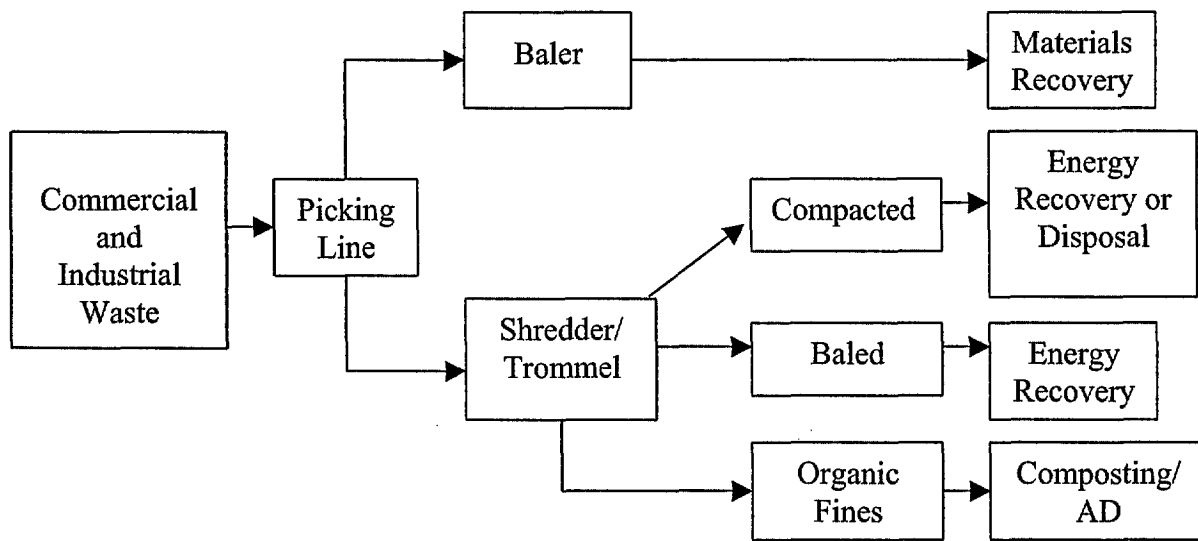 Commercial
and
Industrial
Waste
Picking
Line
Baler
Materials
Recovery
Shredder/
Trommel
Compacted
Energy
Recovery or
Disposal
Baled
Energy
Recovery
Organic
Fines
Composting/
AD